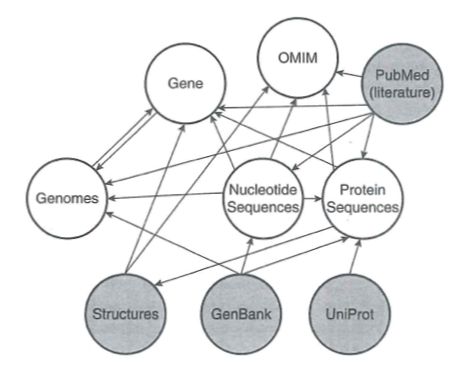 OMIM
Gene
PubMed
(literature)
Genomes
Nucleotide
Sequences
Protein
Sequences
Structures
GenBank
UniProt